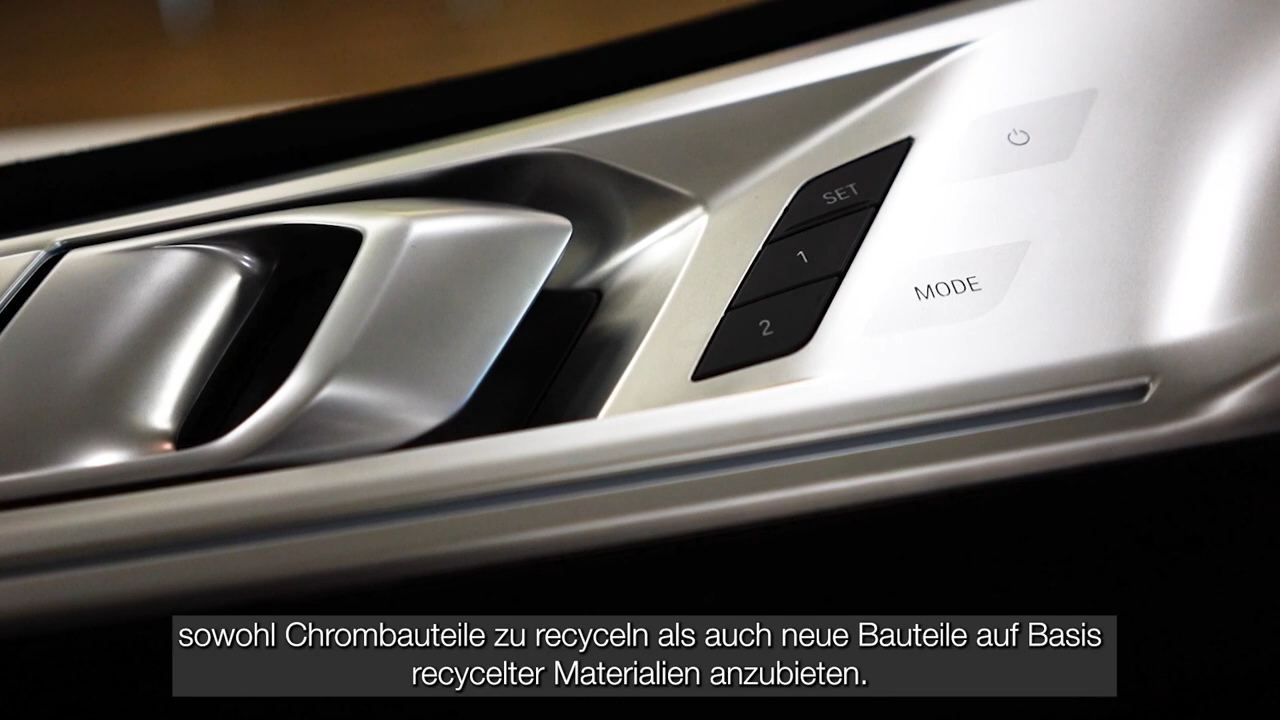 SET
1
2
MODE
sowohl Chrombauteile zu recyceln als auch neue Bauteile auf Basis
recycelter Materialien anzubieten.